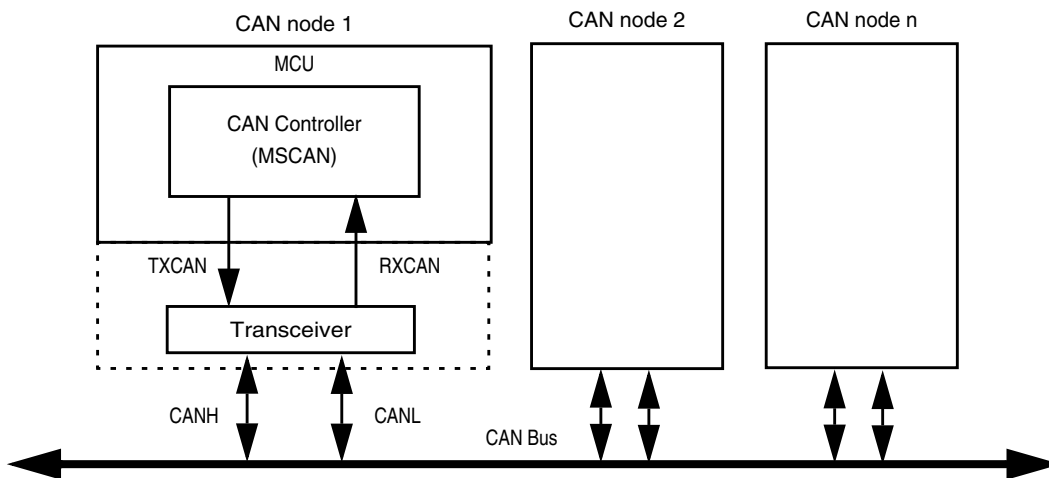 CAN node 1
CAN node 2
CAN node n
MCU
CAN Controller
(MSCAN)
TXCAN
RXCAN
Transceiver
CANH
CANL
CAN Bus